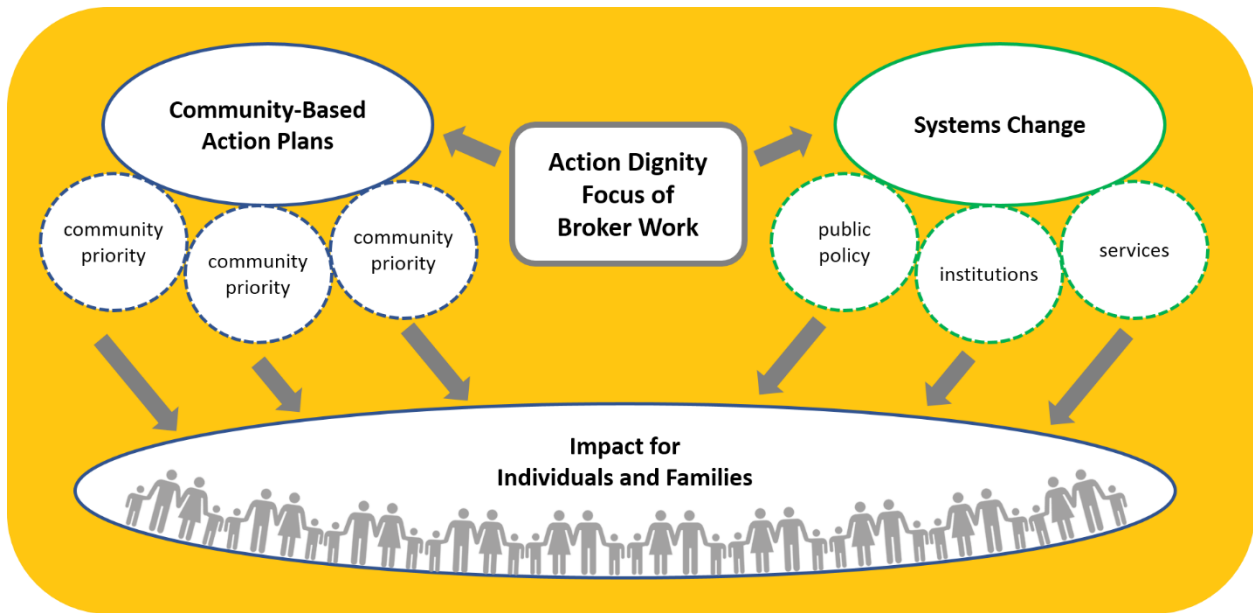 Community-Based
Action Plans
community
priority
community
priority
community
priority
Action Dignity
Focus of
Broker Work
Systems Change
public
policy
institutions
services
Impact for
Individuals and Families